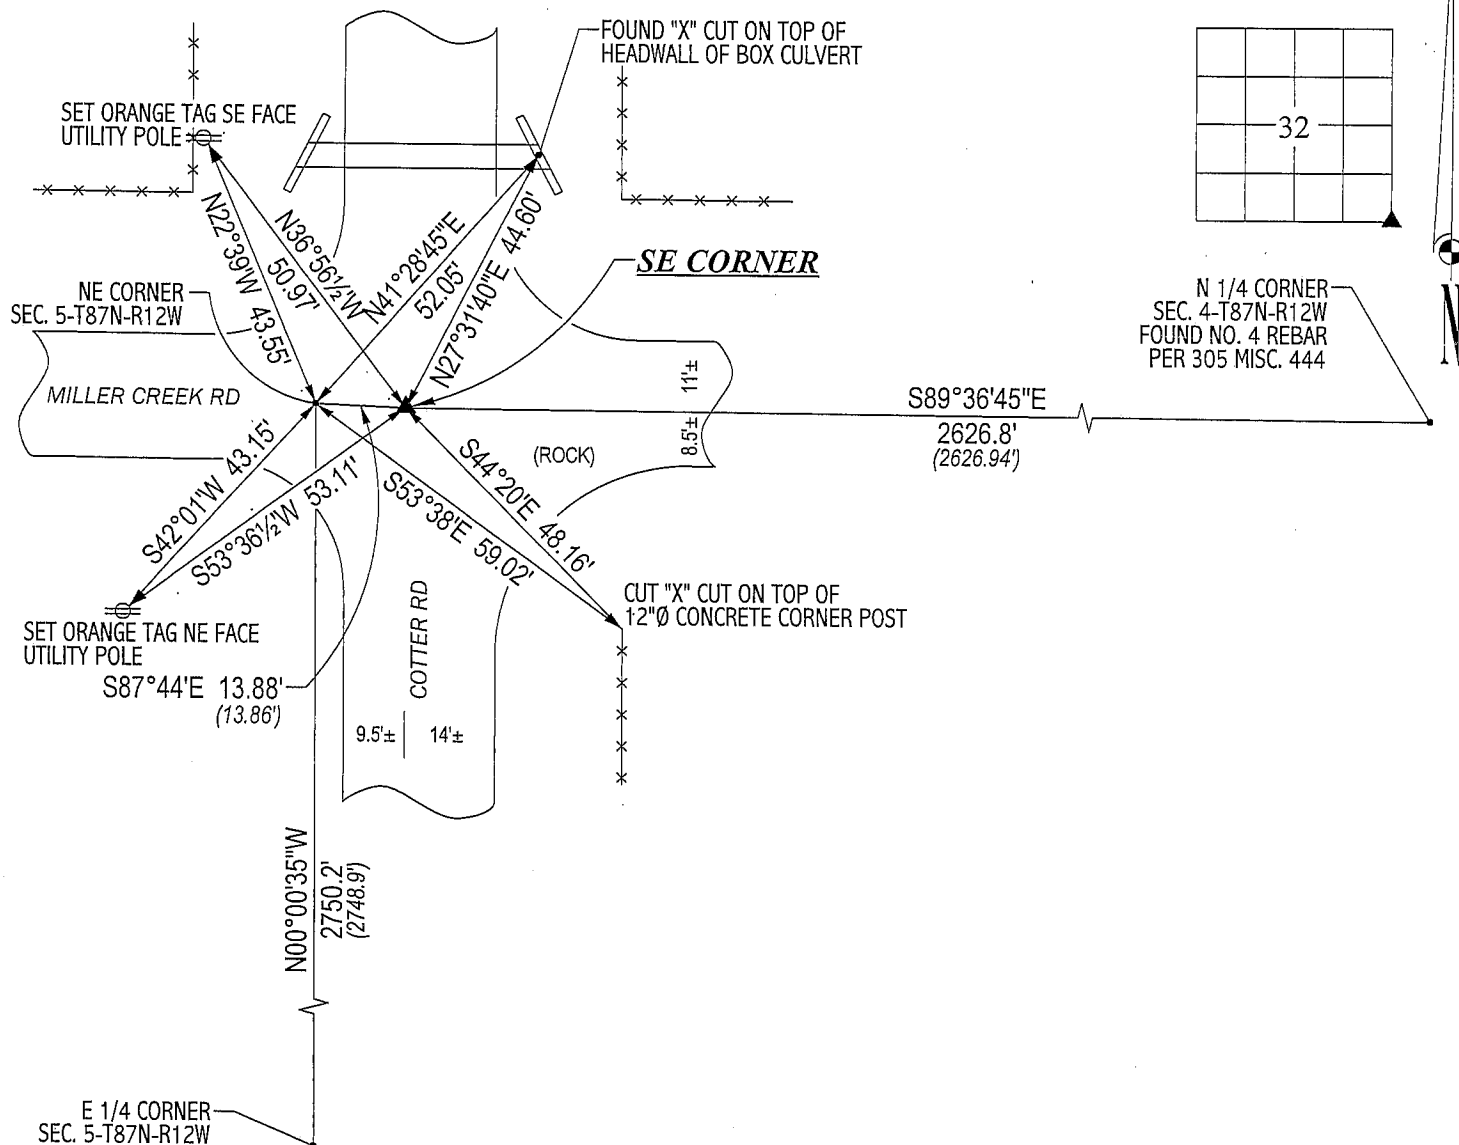 FOUND "X" CUT ON TOP OF
HEADWALL OF BOX CULVERT
SET ORANGE TAG SE FACE
UTILITY POLE
32
N22°39'W 43.55'
N36°56½'W
50.97'
N41°28'45"E
52.05'
N27°31'40"E 44.60'
SE CORNER
NE CORNER
SEC. 5-T87N-R12W
N 1/4 CORNER
SEC. 4-T87N-R12W
FOUND NO. 4 REBAR
PER 305 MISC. 444
N
MILLER CREEK RD
11'±
8.5'±
(ROCK)
S89°36'45"E
2626.8'
(2626.94')
S42°01'W 43.15'
S53°36½'W 53.11'
S53°38'E 59.02'
S44°20'E 48.16'
CUT "X" CUT ON TOP OF
12"Ø CONCRETE CORNER POST
SET ORANGE TAG NE FACE
UTILITY POLE
S87°44'E 13.88'
(13.86')
COTTER RD
9.5'±
14'±
N00°00'35"W
2750.2'
(2748.9')
E 1/4 CORNER
SEC. 5-T87N-R12W